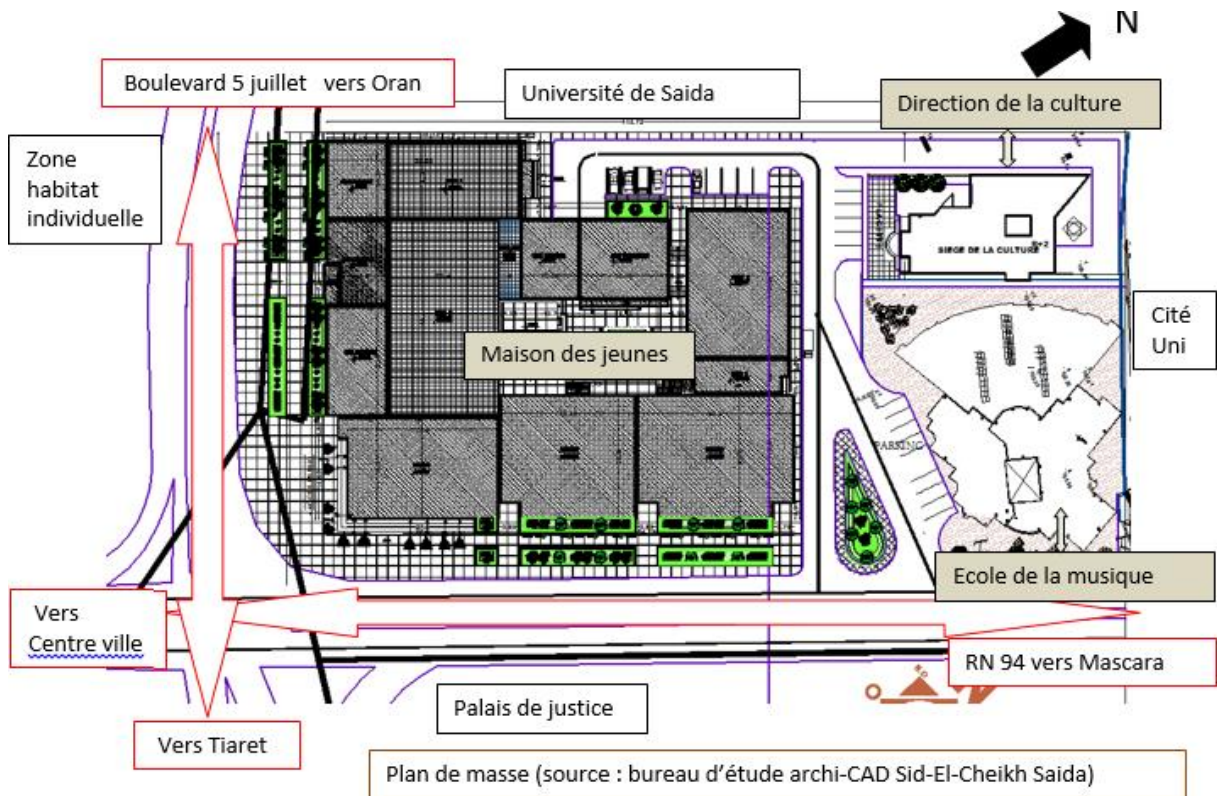 N
Boulevard 5 juillet vers Oran
Université de Saida
Direction de la culture
Zone
habitat
individuelle
SIEGE DE LA CULTURE
R+2
Cité
Uni
Maison des jeunes
PARKING
Ecole de la musique
Vers
Centre ville
RN 94 vers Mascara
Palais de justice
Vers Tiaret
Plan de masse (source : bureau d’étude archi-CAD Sid-El-Cheikh Saida)